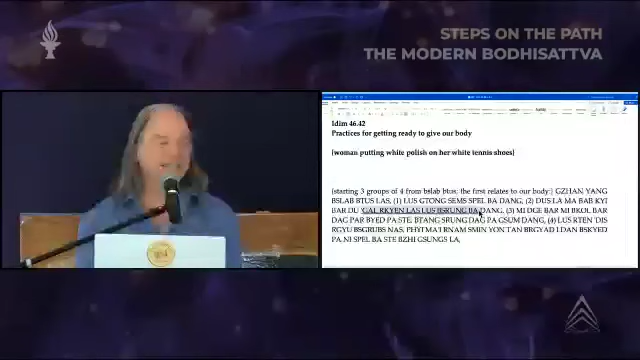 STEPS ON THE PATH
THE MODERN BODHISATTVA
Idim 46.42
Practices for getting ready to give our body
[woman putting white polish on her white tennis shoes]
[starting 3 groups of 4 from bslab btus; the first relates to our body:] GZHAN YANG
BSLAB BTUS LAS, (1) LUS GTONG SEMS SPEL BA DANG, (2) DUS LA MA BAB KYI
BAR DU 'GAL RKYEN LAS LUS BSRUNG BA DANG, (3) MI DGE BAR MI BKOL BAR
DAG PAR BYED PA STE, BTANG SRUNG DAG PA GSUM DANG, (4) LUS RTEN 'DIS
RGYU BSGRUBS NAS, PHYI MA'I RNAM SMIN YON TAN BRGYAD LDAN BSKYED
PA NI SPEL BA STE BZHI GSUNGS LA,